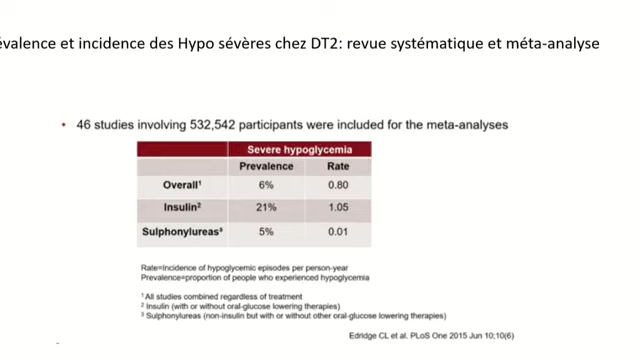 évalence et incidence des Hypo sévères chez DT2: revue systématique et méta-analyse
• 46 studies involving 532,542 participants were included for the meta-analyses
Severe hypoglycemia
Prevalence Rate
Overall¹ 6% 0.80
Insulin² 21% 1.05
Sulphonylureas³ 5% 0.01
Rate=Incidence of hypoglycemic episodes per person-year
Prevalence=proportion of people who experienced hypoglycemia
¹ All studies combined regardless of treatment
² Insulin (with or without oral-glucose lowering therapies)
³ Sulphonylureas (non-insulin but with or without other oral-glucose lowering therapies)
Edridge CL et al. PLoS One 2015 Jun 10;10(6)